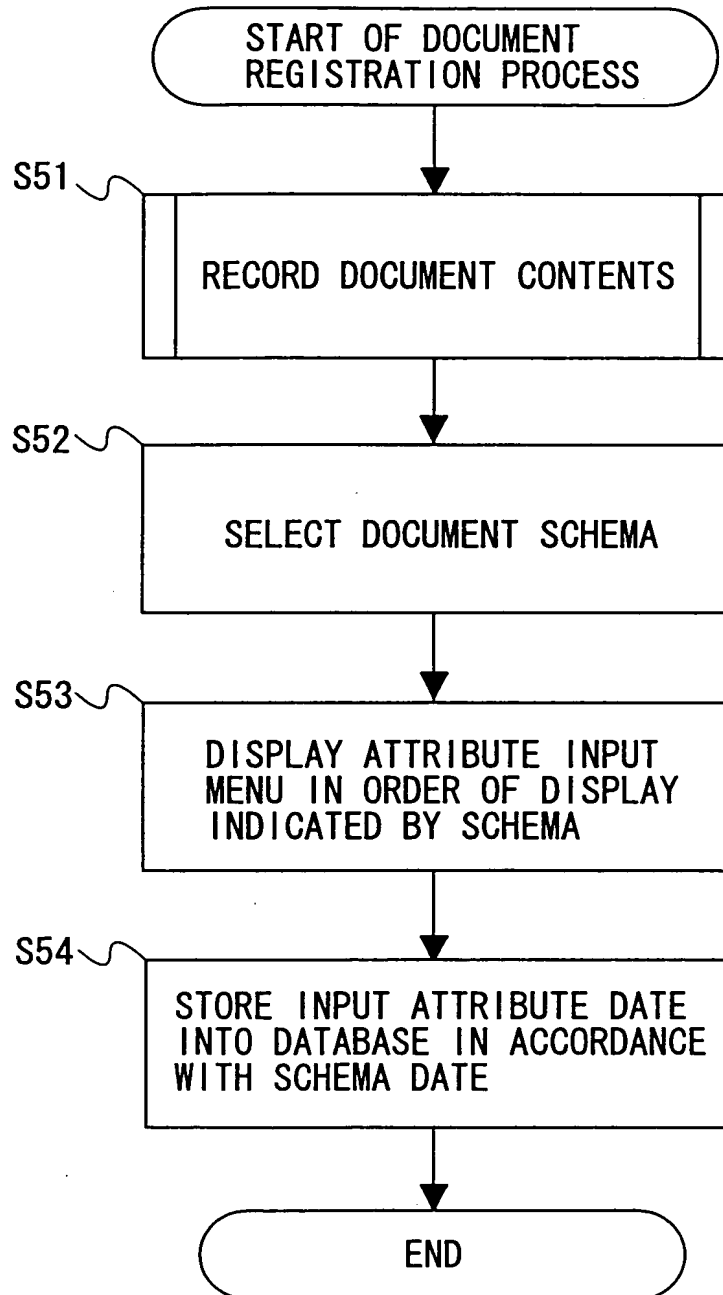 START OF DOCUMENT
REGISTRATION PROCESS
S51
RECORD DOCUMENT CONTENTS
S52
SELECT DOCUMENT SCHEMA
S53
DISPLAY ATTRIBUTE INPUT
MENU IN ORDER OF DISPLAY
INDICATED BY SCHEMA
S54
STORE INPUT ATTRIBUTE DATE
INTO DATABASE IN ACCORDANCE
WITH SCHEMA DATE
END